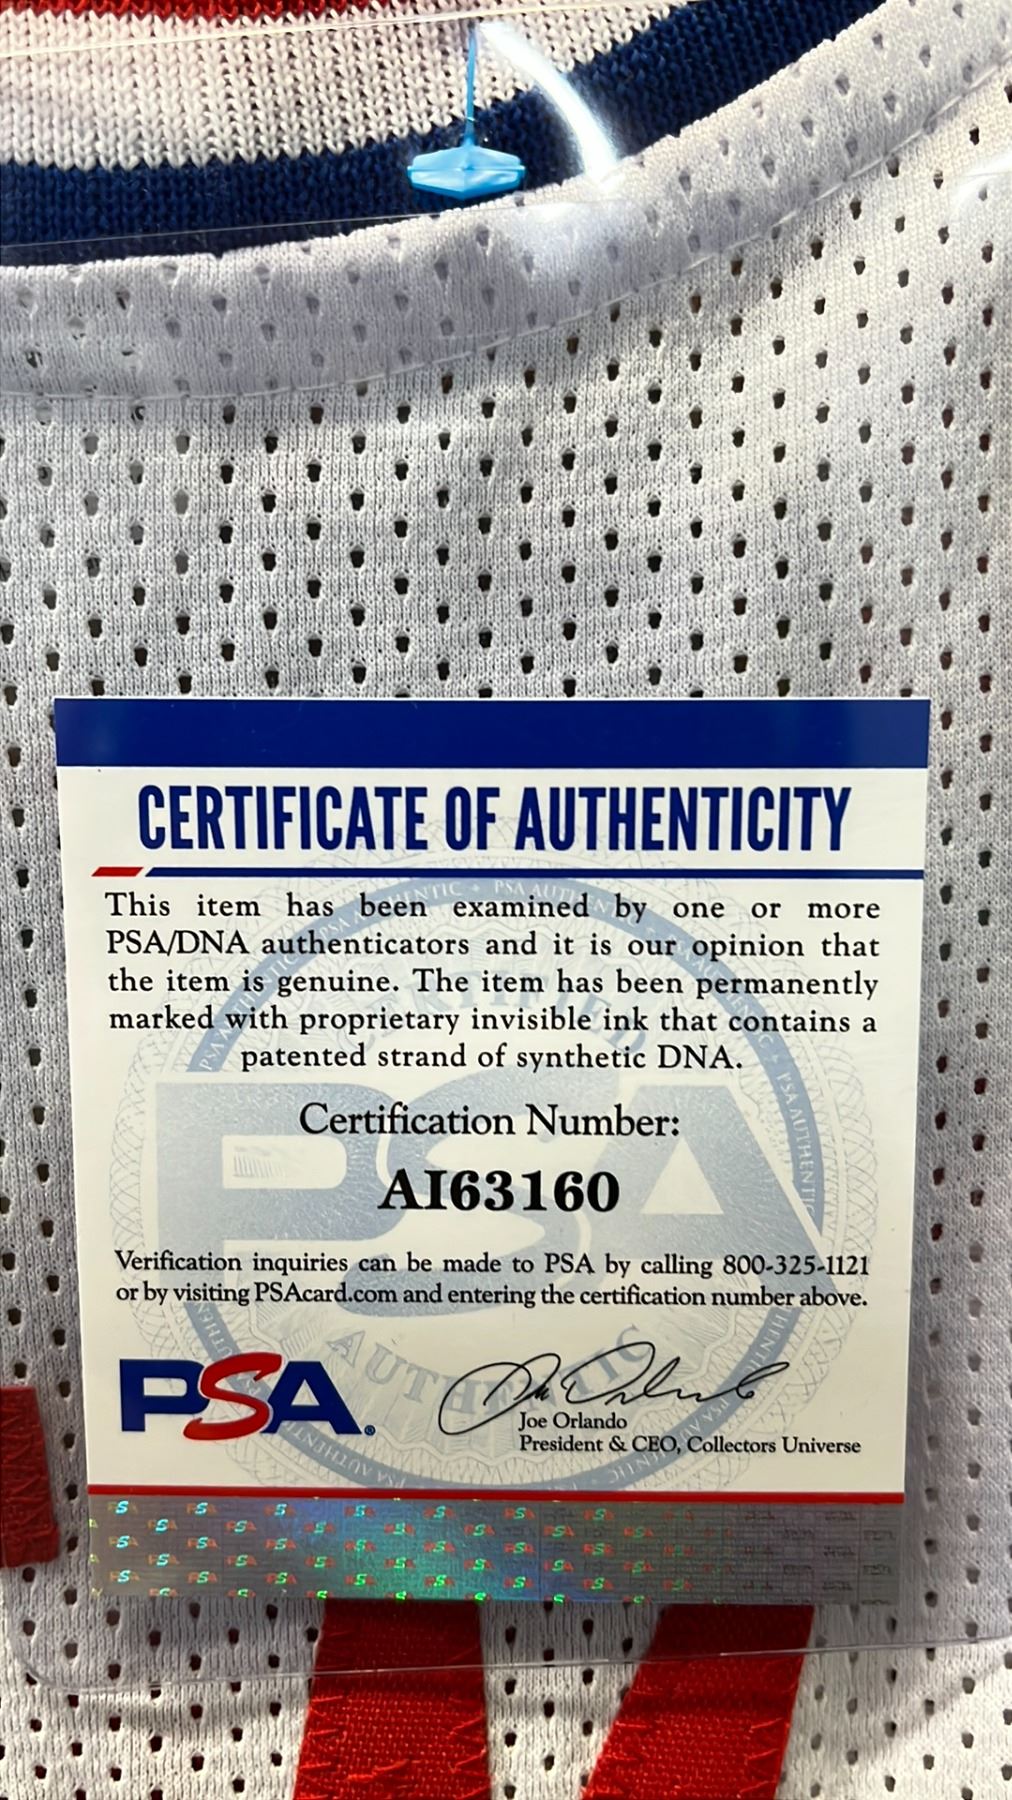 CERTIFICATE OF AUTHENTICITY
This item has been examined by one or more
PSA/DNA authenticators and it is our opinion that
the item is genuine. The item has been permanently
marked with proprietary invisible ink that contains a
patented strand of synthetic DNA.
Certification Number:
AI63160
Verification inquiries can be made to PSA by calling 800-325-1121
or by visiting PSAcard.com and entering the certification number above.
PSA®
Joe Orlando
President & CEO, Collectors Universe